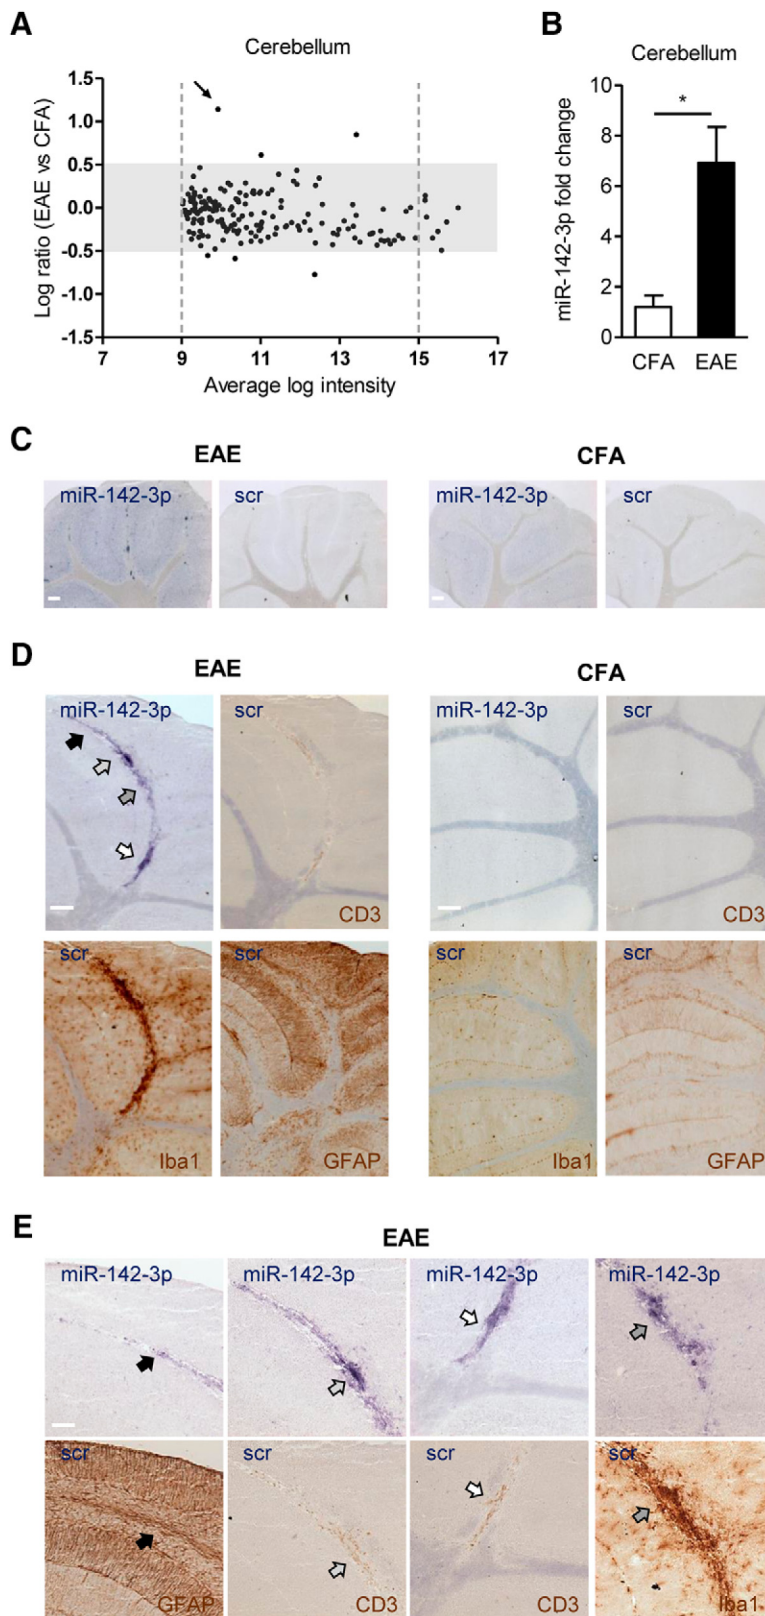 A
Cerebellum
1.5
1.0
0.5
0.0
-0.5
-1.0
-1.5
Log ratio (EAE vs CFA)
7 9 11 13 15 17
Average log intensity
B
Cerebellum
10
8
6
4
2
0
miR-142-3p fold change
*
CFA EAE
C
EAE CFA
miR-142-3p scr miR-142-3p scr
D
EAE CFA
miR-142-3p scr miR-142-3p scr
CD3 CD3
scr scr scr scr
Iba1 GFAP Iba1 GFAP
E
EAE
miR-142-3p miR-142-3p miR-142-3p miR-142-3p
scr scr scr scr
GFAP CD3 CD3 Iba1